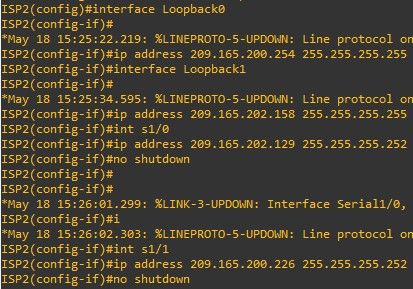 ISP2(config)#interface Loopback0
ISP2(config-if)#
*May 18 15:25:22.219: %LINEPROTO-5-UPDOWN: Line protocol on
ISP2(config-if)#ip address 209.165.200.254 255.255.255.255
ISP2(config-if)#interface Loopback1
ISP2(config-if)#
*May 18 15:25:34.595: %LINEPROTO-5-UPDOWN: Line protocol on
ISP2(config-if)#ip address 209.165.202.158 255.255.255.255
ISP2(config-if)#int s1/0
ISP2(config-if)#ip address 209.165.202.129 255.255.255.252
ISP2(config-if)#no shutdown
ISP2(config-if)#
ISP2(config-if)#
*May 18 15:26:01.299: %LINK-3-UPDOWN: Interface Serial1/0,
ISP2(config-if)#i
*May 18 15:26:02.303: %LINEPROTO-5-UPDOWN: Line protocol on
ISP2(config-if)#int s1/1
ISP2(config-if)#ip address 209.165.200.226 255.255.255.252
ISP2(config-if)#no shutdown